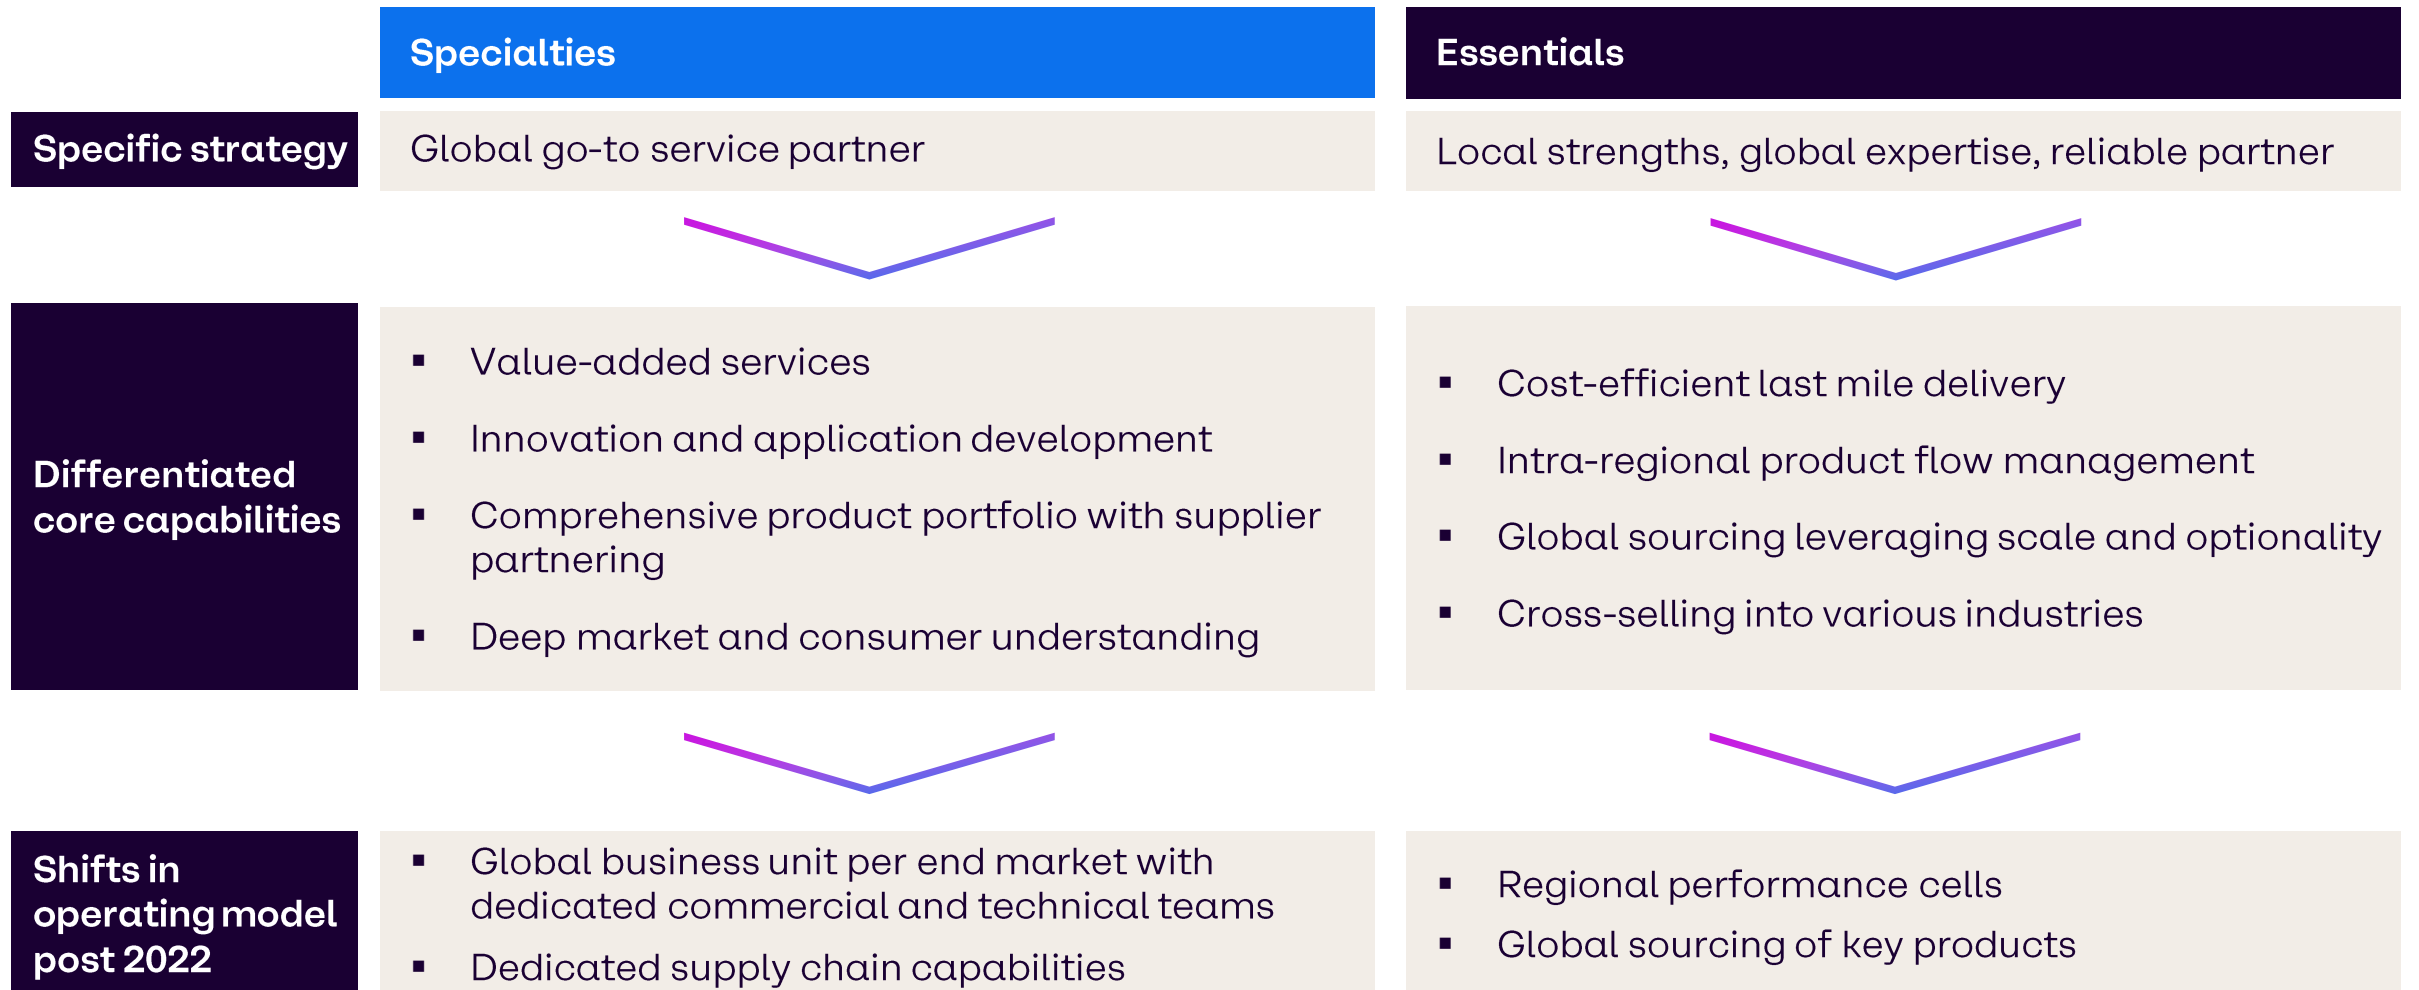 Specialties
Essentials
Specific strategy
Global go-to service partner
Local strengths, global expertise, reliable partner
Differentiated
core capabilities
▪ Value-added services
▪ Innovation and application development
▪ Comprehensive product portfolio with supplier
partnering
▪ Deep market and consumer understanding
▪ Cost-efficient last mile delivery
▪ Intra-regional product flow management
▪ Global sourcing leveraging scale and optionality
▪ Cross-selling into various industries
Shifts in
operating model
post 2022
▪ Global business unit per end market with
dedicated commercial and technical teams
▪ Dedicated supply chain capabilities
▪ Regional performance cells
▪ Global sourcing of key products